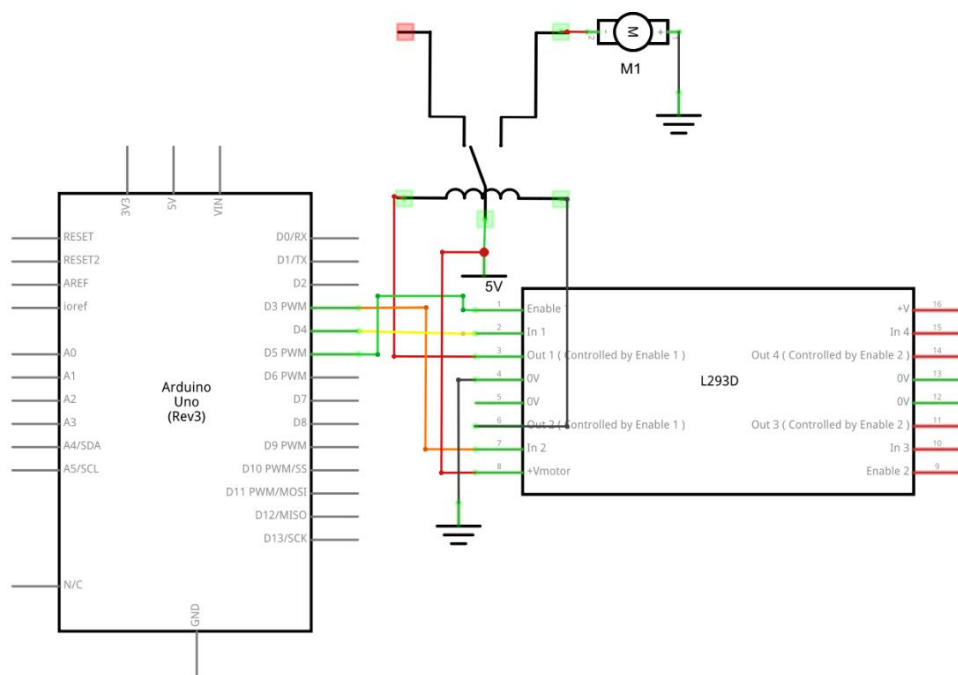 M
2
-
+
1
M1
3V3
5V
VIN
RESET
RESET2
AREF
ioref
A0
A1
A2
A3
A4/SDA
A5/SCL
N/C
D0/RX
D1/TX
D2
D3 PWM
D4
D5 PWM
D6 PWM
D7
D8
D9 PWM
D10 PWM/SS
D11 PWM/MOSI
D12/MISO
D13/SCK
GND
Arduino
Uno
(Rev3)
5V
1 Enable
2 In 1
3 Out 1 ( Controlled by Enable 1 )
4 0V
5 0V
6 Out 2 ( Controlled by Enable 1 )
7 In 2
8 +Vmotor
L293D
+V 16
In 4 15
Out 4 ( Controlled by Enable 2 ) 14
0V 13
0V 12
Out 3 ( Controlled by Enable 2 ) 11
In 3 10
Enable 2 9